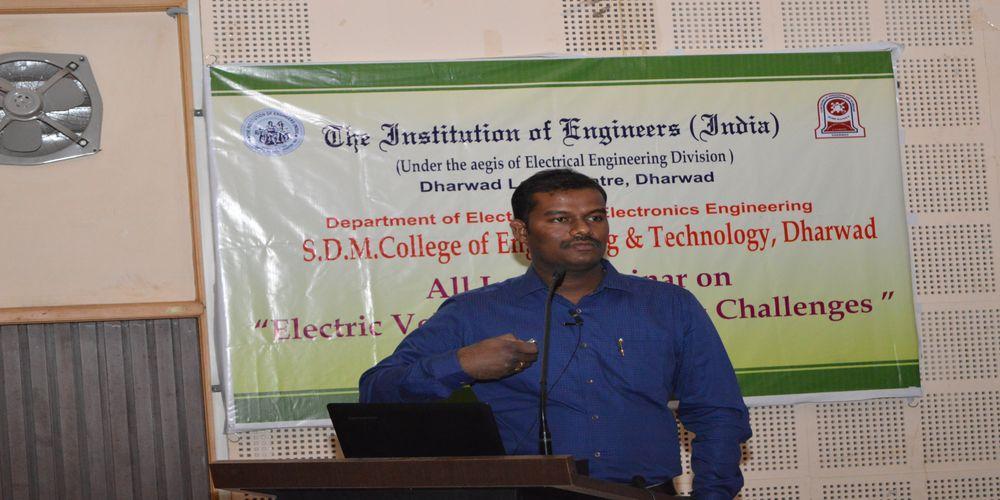 The Institution of Engineers (India)
(Under the aegis of Electrical Engineering Division )
Dharwad L tre, Dharwad
Department of Elect Electronics Engineering
S.D.M.College of Eng g & Technology, Dharwad
All I inar on
“Electric V Challenges ”